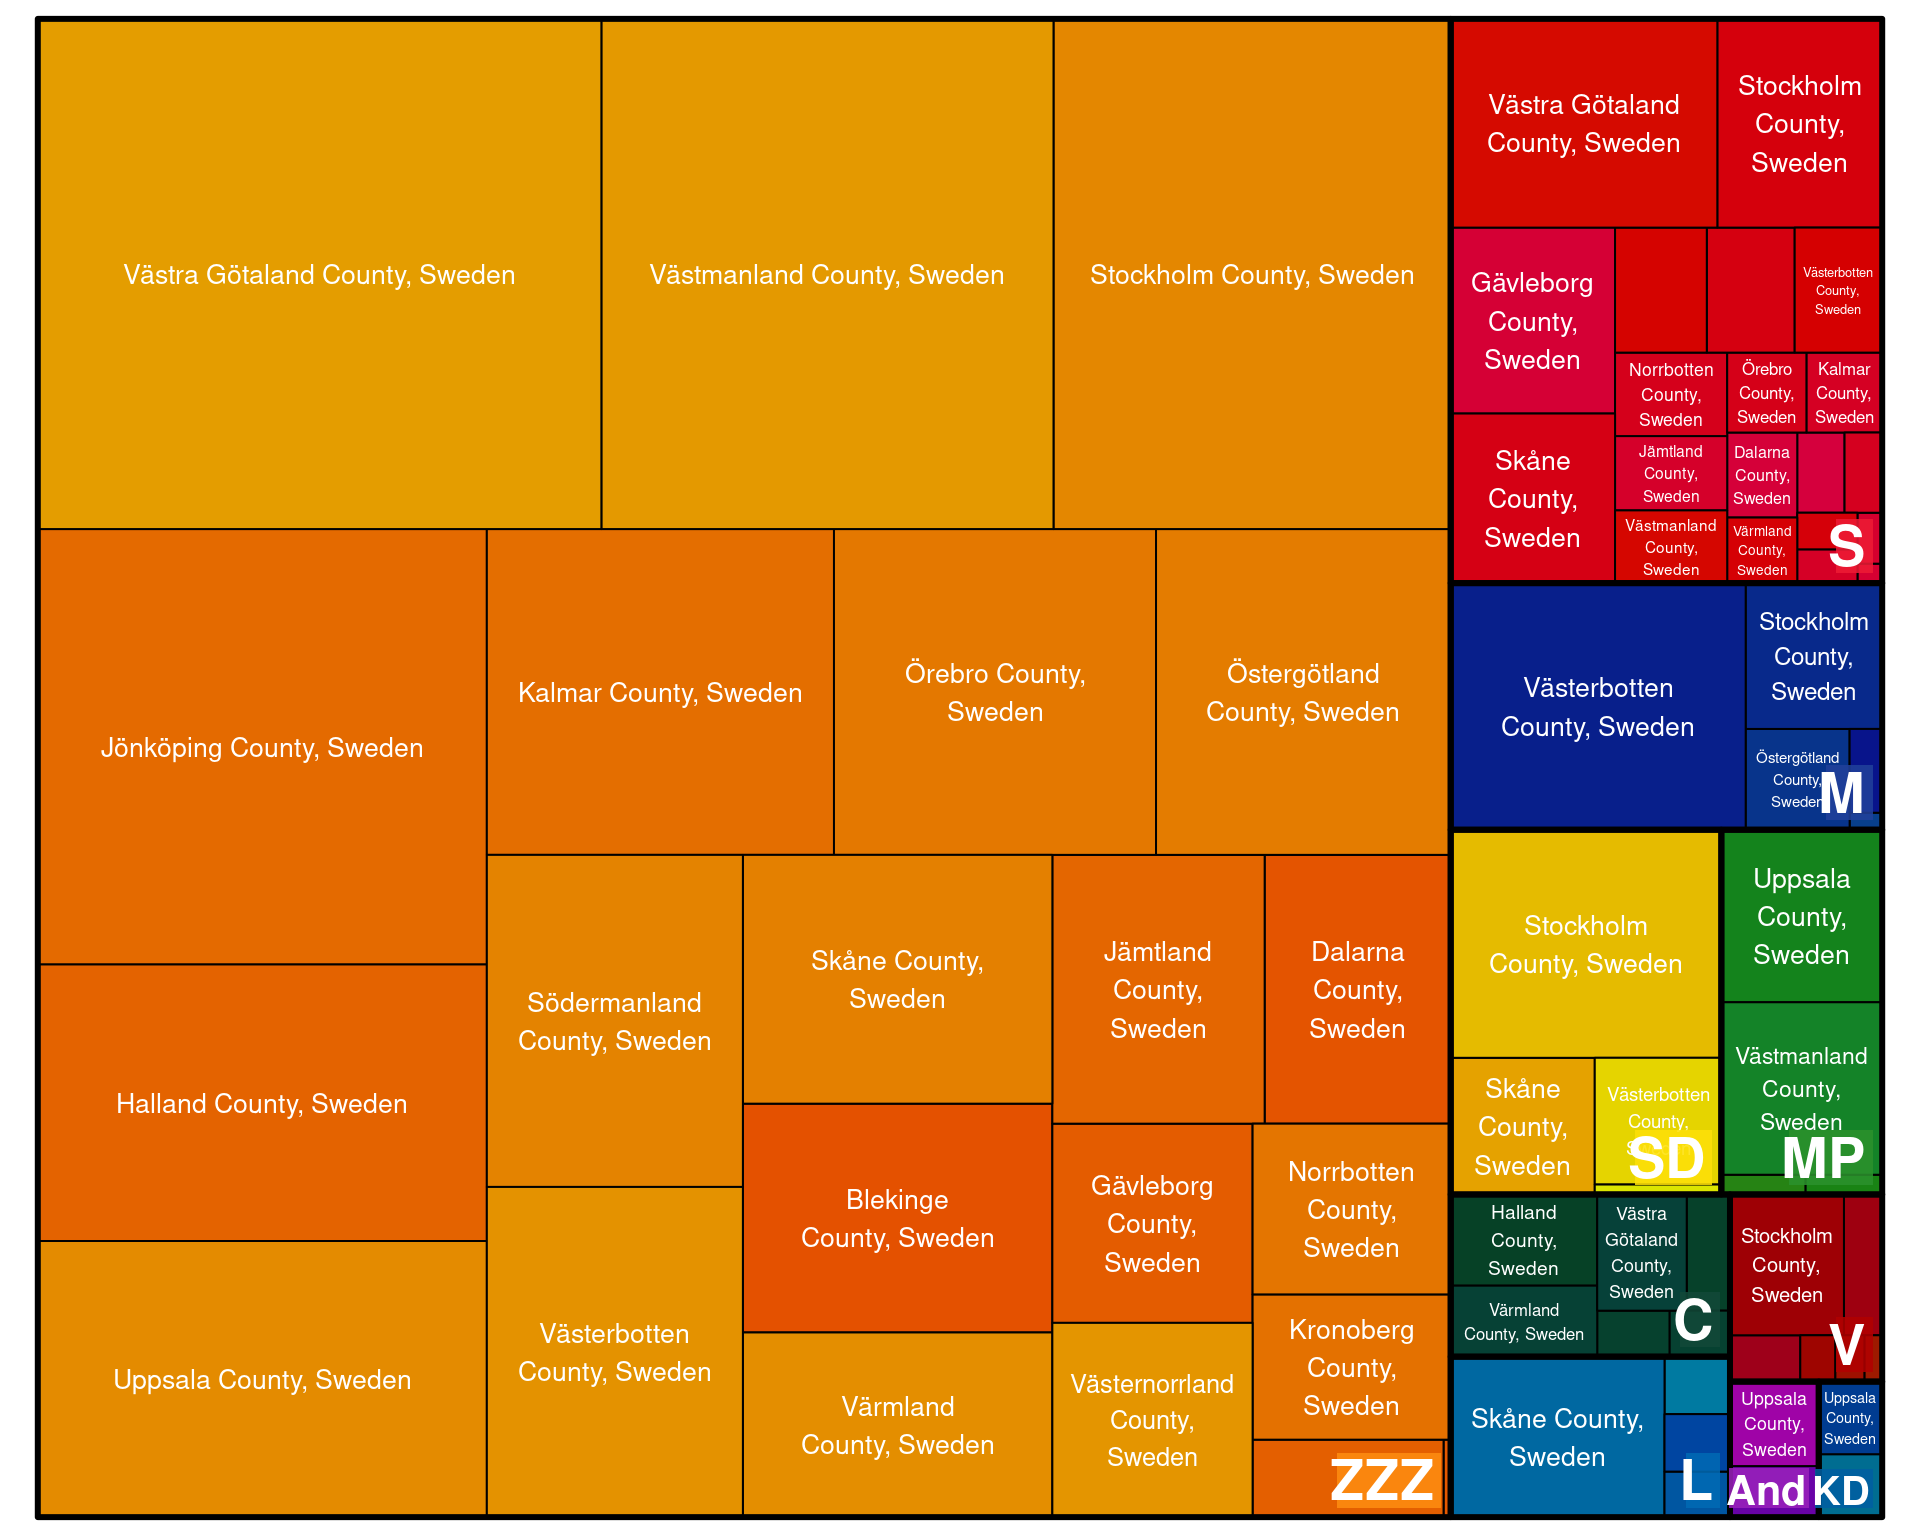 Västra Götaland County, Sweden
Västmanland County, Sweden
Stockholm County, Sweden
Jönköping County, Sweden
Kalmar County, Sweden
Örebro County,
Sweden
Östergötland
County, Sweden
Halland County, Sweden
Södermanland
County, Sweden
Skåne County,
Sweden
Jämtland
County,
Sweden
Dalarna
County,
Sweden
Uppsala County, Sweden
Västerbotten
County, Sweden
Blekinge
County, Sweden
Värmland
County, Sweden
Gävleborg
County,
Sweden
Norrbotten
County,
Sweden
Västernorrland
County,
Sweden
Kronoberg
County,
Sweden
ZZZ
Västra Götaland
County, Sweden
Stockholm
County,
Sweden
Gävleborg
County,
Sweden
Västerbotten
County,
Sweden
Skåne
County,
Sweden
Norrbotten
County,
Sweden
Örebro
County,
Sweden
Kalmar
County,
Sweden
Jämtland
County,
Sweden
Dalarna
County,
Sweden
Västmanland
County,
Sweden
Värmland
County,
Sweden
S
Västerbotten
County, Sweden
Stockholm
County,
Sweden
Östergötland
County,
Sweden
M
Stockholm
County, Sweden
Skåne
County,
Sweden
Västerbotten
County,
SD
Uppsala
County,
Sweden
Västmanland
County,
Sweden
MP
Halland
County,
Sweden
Västra
Götaland
County,
Sweden
Värmland
County, Sweden
C
Stockholm
County,
Sweden
V
Skåne County,
Sweden
L
Uppsala
County,
Sweden
And
Uppsala
County,
Sweden
KD